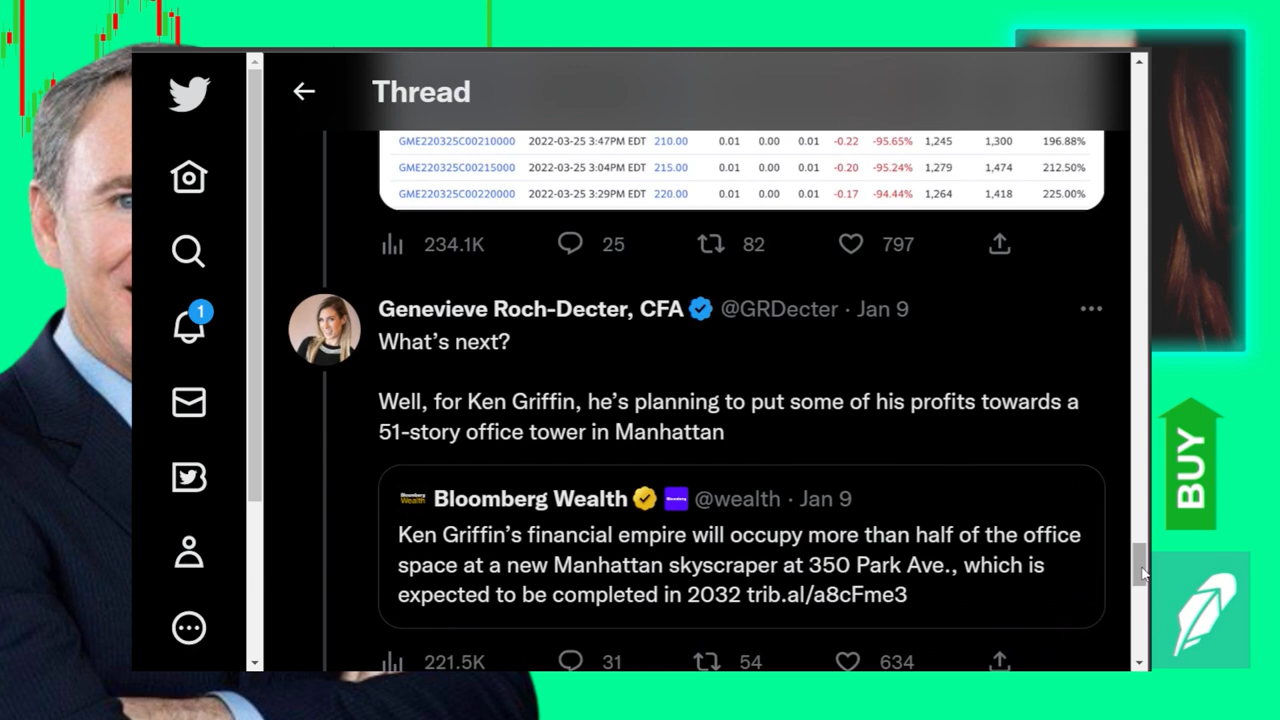 Thread
GME220325C00210000 2022-03-25 3:47PM EDT 210.00 0.01 0.00 0.01 -0.22 -95.65% 1,245 1,300 196.88%
GME220325C00215000 2022-03-25 3:04PM EDT 215.00 0.01 0.00 0.01 -0.20 -95.24% 1,279 1,474 212.50%
GME220325C00220000 2022-03-25 3:29PM EDT 220.00 0.01 0.00 0.01 -0.17 -94.44% 1,264 1,418 225.00%
234.1K 25 82 797
1
Genevieve Roch-Decter, CFA @GRDecter · Jan 9
What's next?
Well, for Ken Griffin, he's planning to put some of his profits towards a
51-story office tower in Manhattan
Bloomberg Wealth Bloomberg Wealth Bloomberg @wealth · Jan 9
Ken Griffin's financial empire will occupy more than half of the office
space at a new Manhattan skyscraper at 350 Park Ave., which is
expected to be completed in 2032 trib.al/a8cFme3
221.5K 31 54 634
BUY